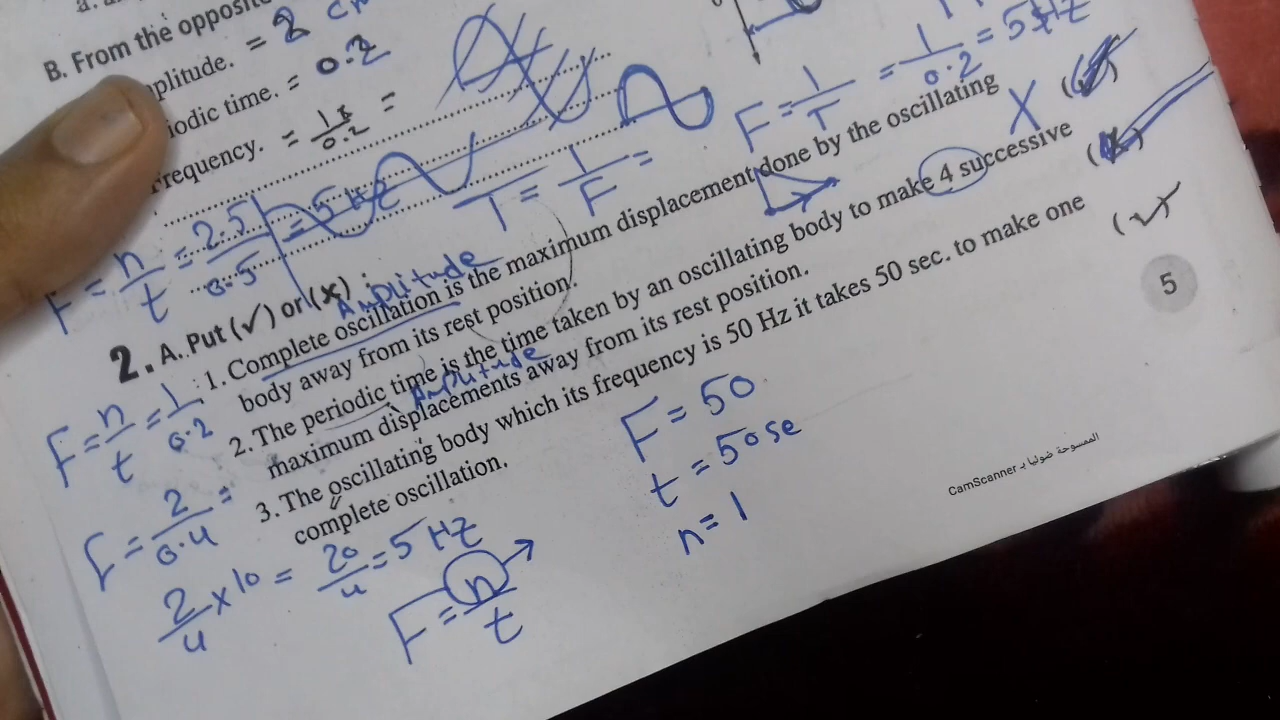 B. From the opposite
amplitude. = 2 cm
iodic time. = 0.2
Frequency. = 1/0.2 =
F = 1/T = 1/0.2 = 5 Hz
F = n/t = 2.5/0.5 = 5 Hz
T = 1/F =
2. A. Put (✓) or (x) :
Amplitude
1. Complete oscillation is the maximum displacement done by the oscillating
body away from its rest position. X
2. The periodic time is the time taken by an oscillating body to make 4 successive
Amplitude
maximum displacements away from its rest position.
3. The oscillating body which its frequency is 50 Hz it takes 50 sec. to make one
complete oscillation. (✓)
F = n/t = 1/0.2
F = 2/0.4 =
2/4 x 10 = 20/4 = 5 Hz
F = n/t
F = 50
t = 50 se
n = 1
5
الممسوحة ضوئيا بـ CamScanner